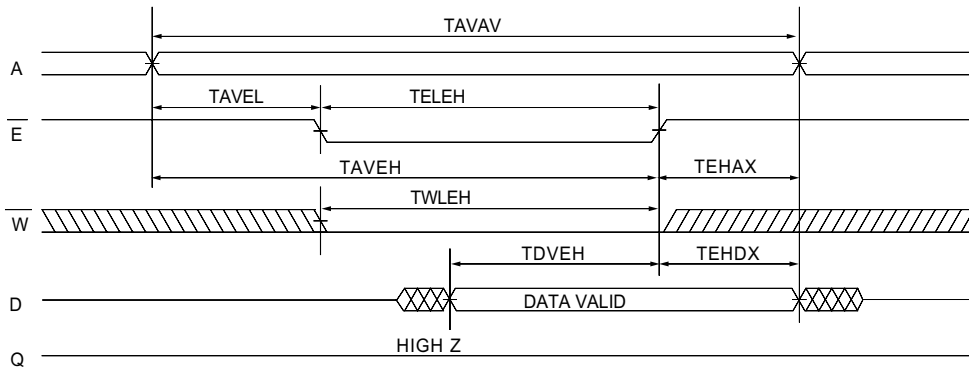 TAVAV
A
TAVEL TELEH
E
TAVEH TEHAX
TWLEH
W
TDVEH TEHDX
D DATA VALID
HIGH Z
Q